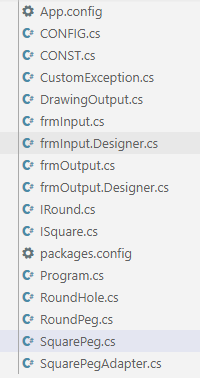 App.config
CONFIG.cs
CONST.cs
CustomException.cs
DrawingOutput.cs
frmInput.cs
frmInput.Designer.cs
frmOutput.cs
frmOutput.Designer.cs
IRound.cs
ISquare.cs
packages.config
Program.cs
RoundHole.cs
RoundPeg.cs
SquarePeg.cs
SquarePegAdapter.cs